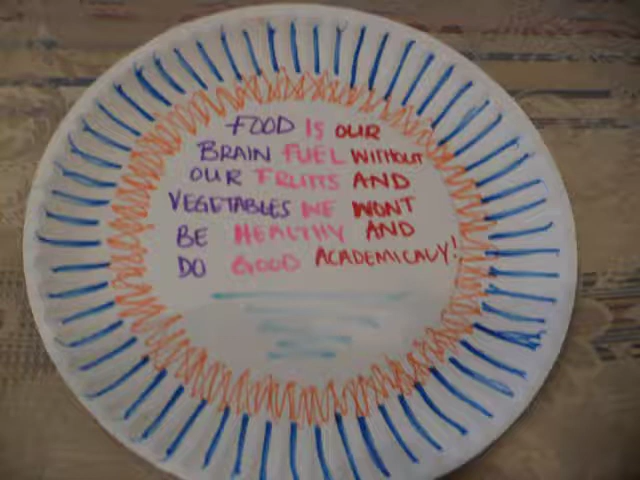 FOOD IS OUR
BRAIN FUEL WITHOUT
OUR FRUITS AND
VEGETABLES WE WONT
BE HEALTHY AND
DO GOOD ACADEMICALLY!